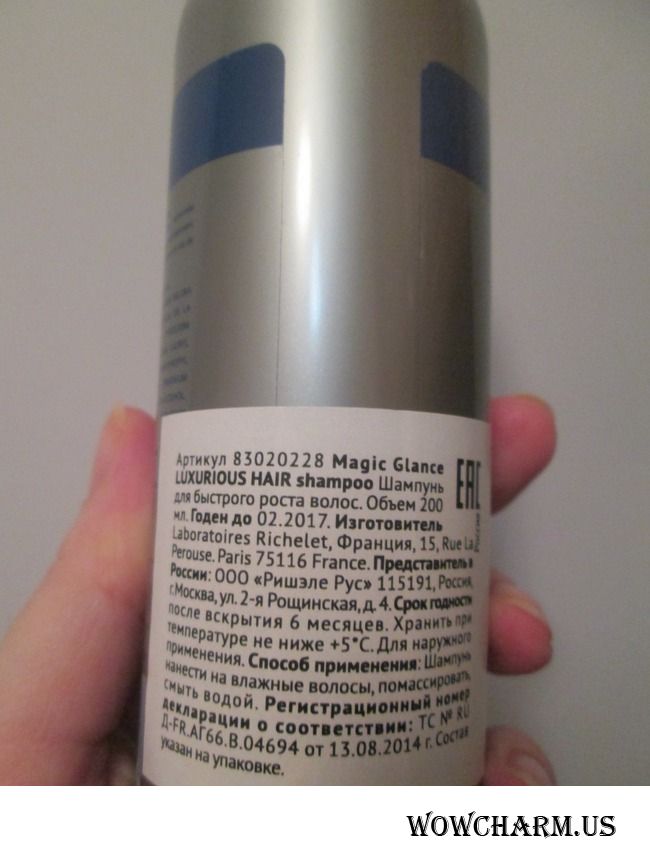 Артикул 83020228 Magic Glance
LUXURIOUS HAIR shampoo Шампунь
для быстрого роста волос. Объем 200
мл. Годен до 02.2017. Изготовитель
Laboratoires Richelet, Франция, 15, Rue La
Perouse. Paris 75116 France. Представитель в
России: ООО «Ришэле Рус» 115191, Россия,
г.Москва, ул. 2-я Рощинская, д. 4. Срок годности
после вскрытия 6 месяцев. Хранить при
температуре не ниже +5°С. Для наружного
применения. Способ применения: Шампунь
нанести на влажные волосы, помассировать,
смыть водой. Регистрационный номер
декларации о соответствии: ТС № RU
Д-FR.АГ66.В.04694 от 13.08.2014 г. Состав
указан на упаковке.
EAC
WOWCHARM.US